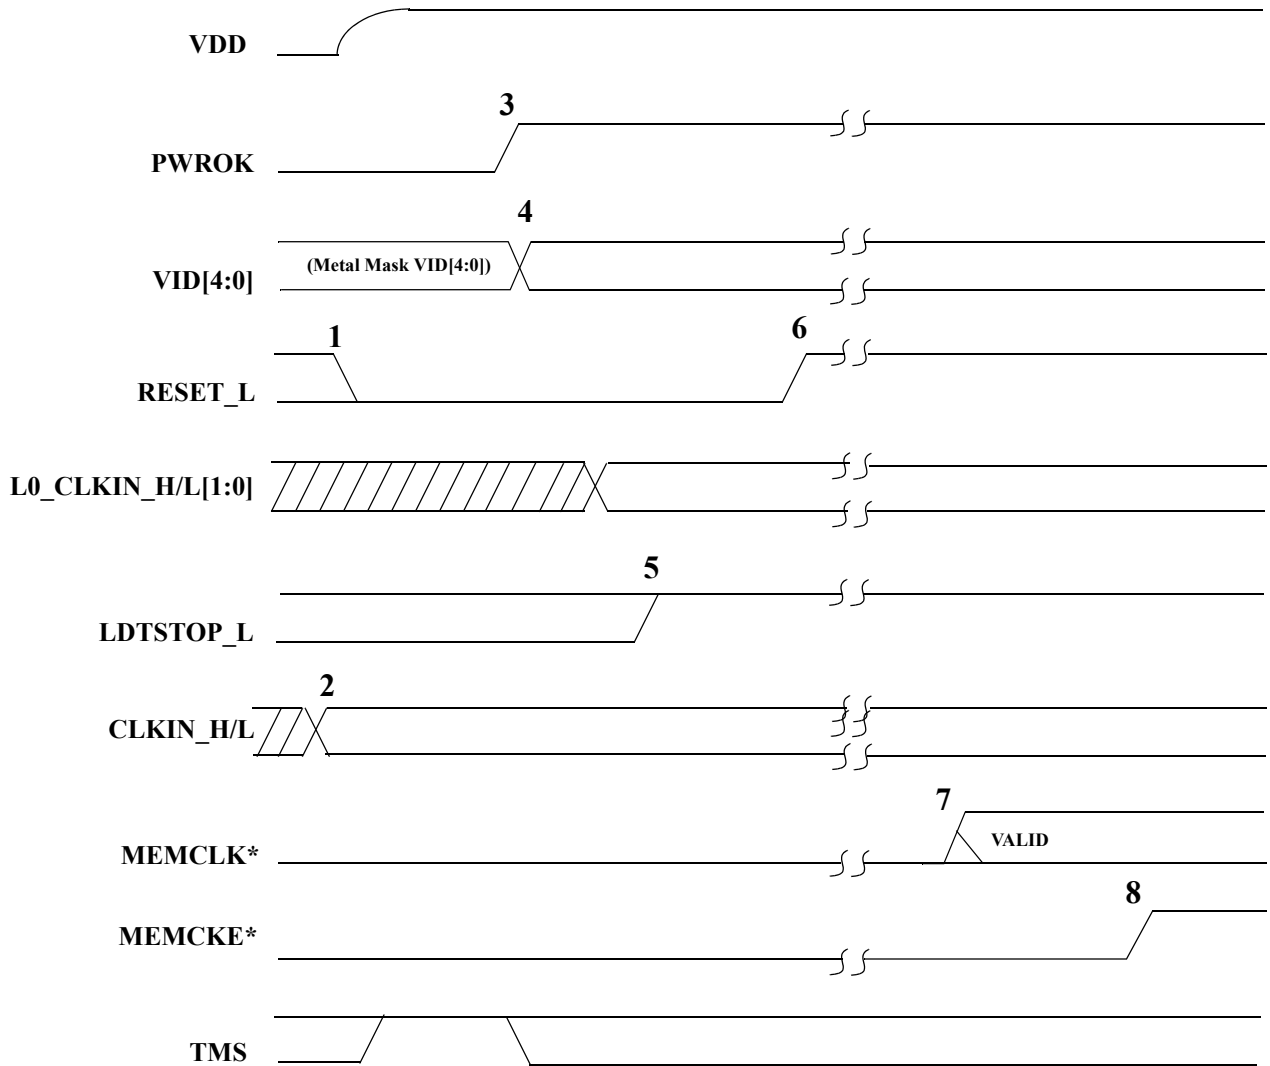 VDD
3
PWROK
4
(Metal Mask VID[4:0])
VID[4:0]
1
6
RESET_L
L0_CLKIN_H/L[1:0]
5
LDTSTOP_L
2
CLKIN_H/L
7
VALID
MEMCLK*
8
MEMCKE*
TMS